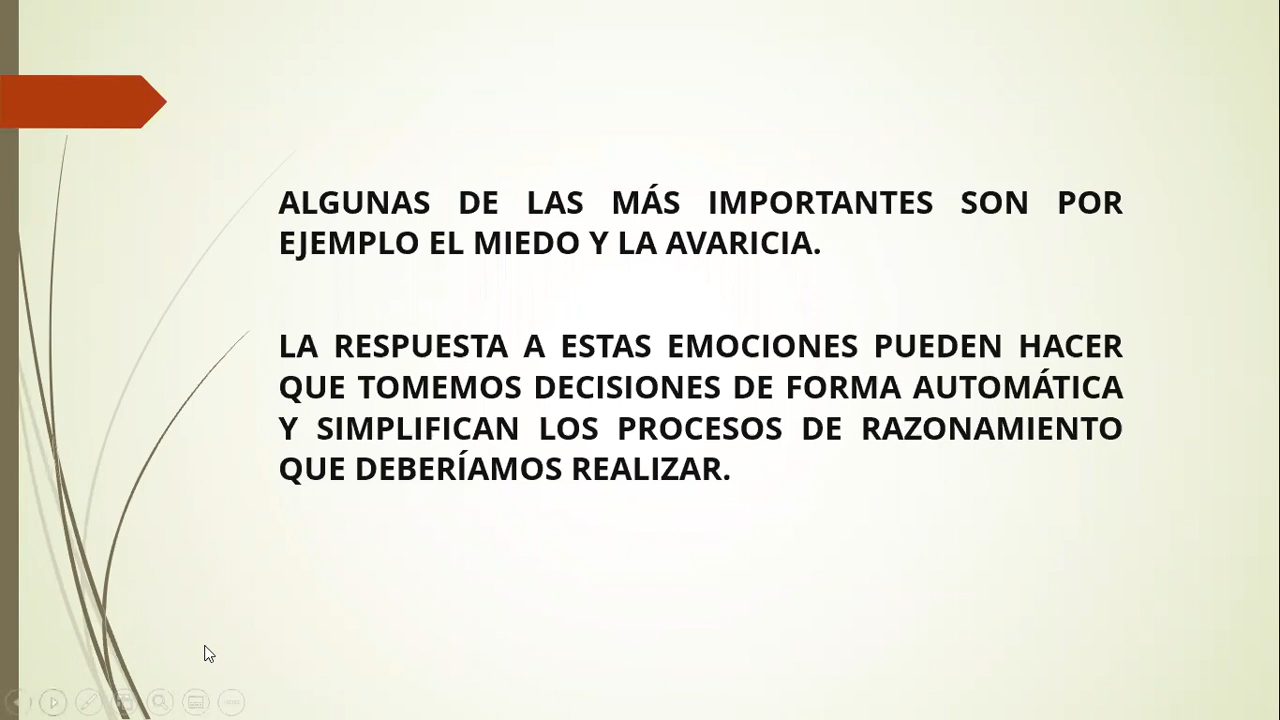 ALGUNAS DE LAS MÁS IMPORTANTES SON POR
EJEMPLO EL MIEDO Y LA AVARICIA.
LA RESPUESTA A ESTAS EMOCIONES PUEDEN HACER
QUE TOMEMOS DECISIONES DE FORMA AUTOMÁTICA
Y SIMPLIFICAN LOS PROCESOS DE RAZONAMIENTO
QUE DEBERÍAMOS REALIZAR.